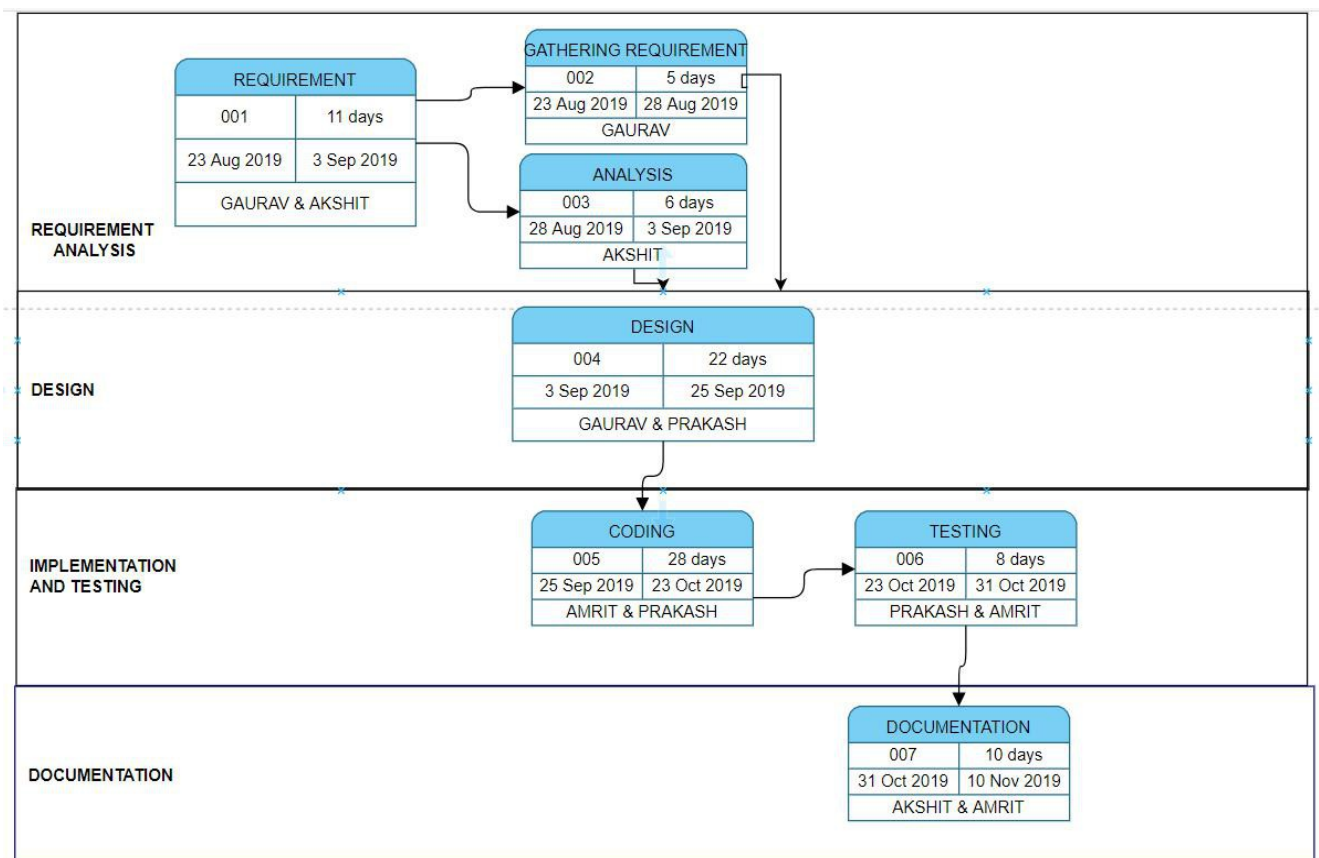 REQUIREMENT
001 11 days
23 Aug 2019 3 Sep 2019
GAURAV & AKSHIT
GATHERING REQUIREMENT
002 5 days
23 Aug 2019 28 Aug 2019
GAURAV
ANALYSIS
003 6 days
28 Aug 2019 3 Sep 2019
AKSHIT
REQUIREMENT
ANALYSIS
DESIGN
DESIGN
004 22 days
3 Sep 2019 25 Sep 2019
GAURAV & PRAKASH
IMPLEMENTATION
AND TESTING
CODING
005 28 days
25 Sep 2019 23 Oct 2019
AMRIT & PRAKASH
TESTING
006 8 days
23 Oct 2019 31 Oct 2019
PRAKASH & AMRIT
DOCUMENTATION
DOCUMENTATION
007 10 days
31 Oct 2019 10 Nov 2019
AKSHIT & AMRIT